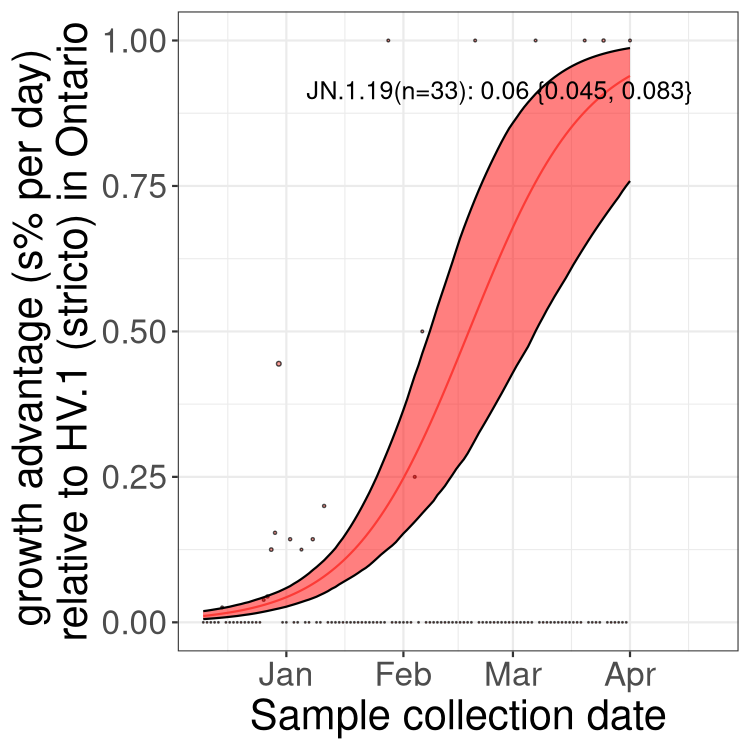 growth advantage (s% per day)
relative to HV.1 (stricto) in Ontario
1.00
0.75
0.50
0.25
0.00
JN.1.19(n=33): 0.06 {0.045, 0.083}
Jan Feb Mar Apr
Sample collection date